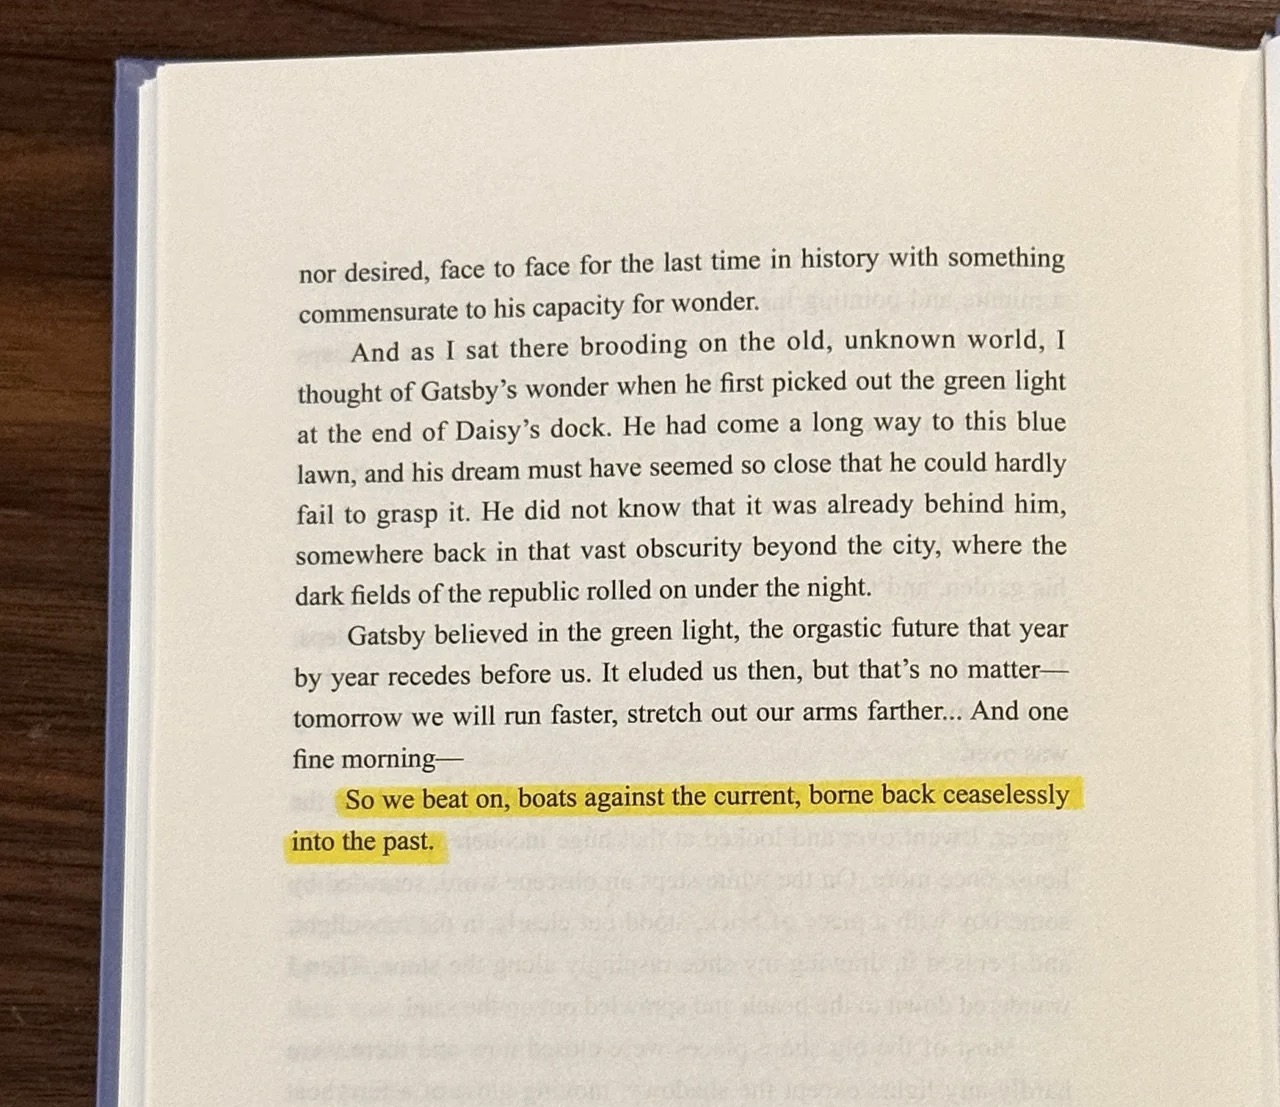 nor desired, face to face for the last time in history with something
commensurate to his capacity for wonder.
And as I sat there brooding on the old, unknown world, I
thought of Gatsby’s wonder when he first picked out the green light
at the end of Daisy’s dock. He had come a long way to this blue
lawn, and his dream must have seemed so close that he could hardly
fail to grasp it. He did not know that it was already behind him,
somewhere back in that vast obscurity beyond the city, where the
dark fields of the republic rolled on under the night.
Gatsby believed in the green light, the orgastic future that year
by year recedes before us. It eluded us then, but that’s no matter—
tomorrow we will run faster, stretch out our arms farther... And one
fine morning—
So we beat on, boats against the current, borne back ceaselessly
into the past.